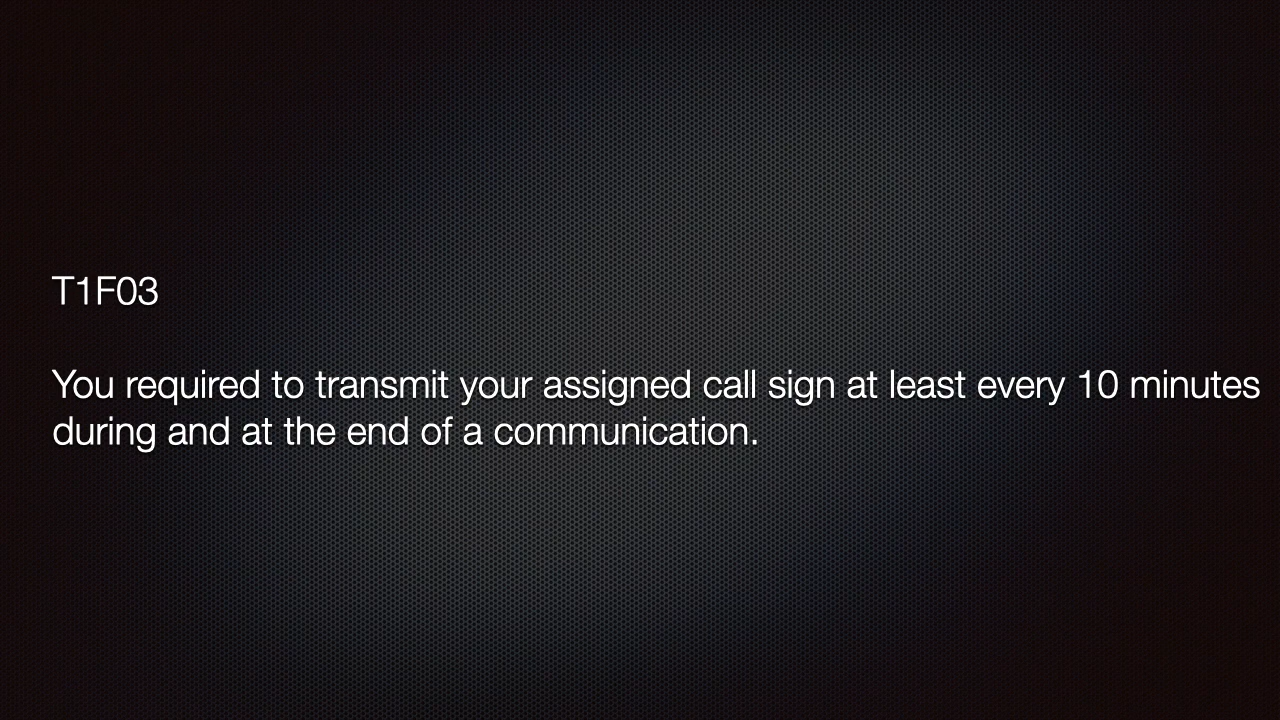 T1F03
You required to transmit your assigned call sign at least every 10 minutes
during and at the end of a communication.